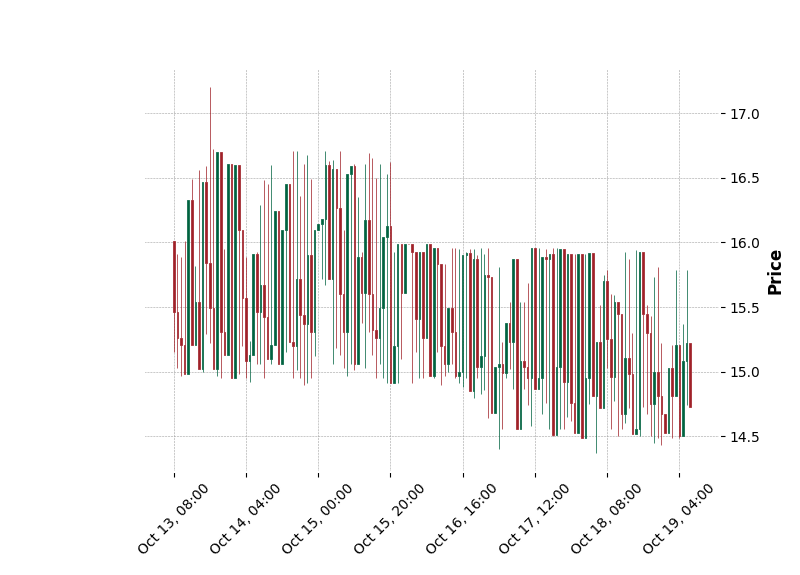 17.0
16.5
16.0
15.5
15.0
14.5
Price
Oct 13, 08:00
Oct 14, 04:00
Oct 15, 00:00
Oct 15, 20:00
Oct 16, 16:00
Oct 17, 12:00
Oct 18, 08:00
Oct 19, 04:00